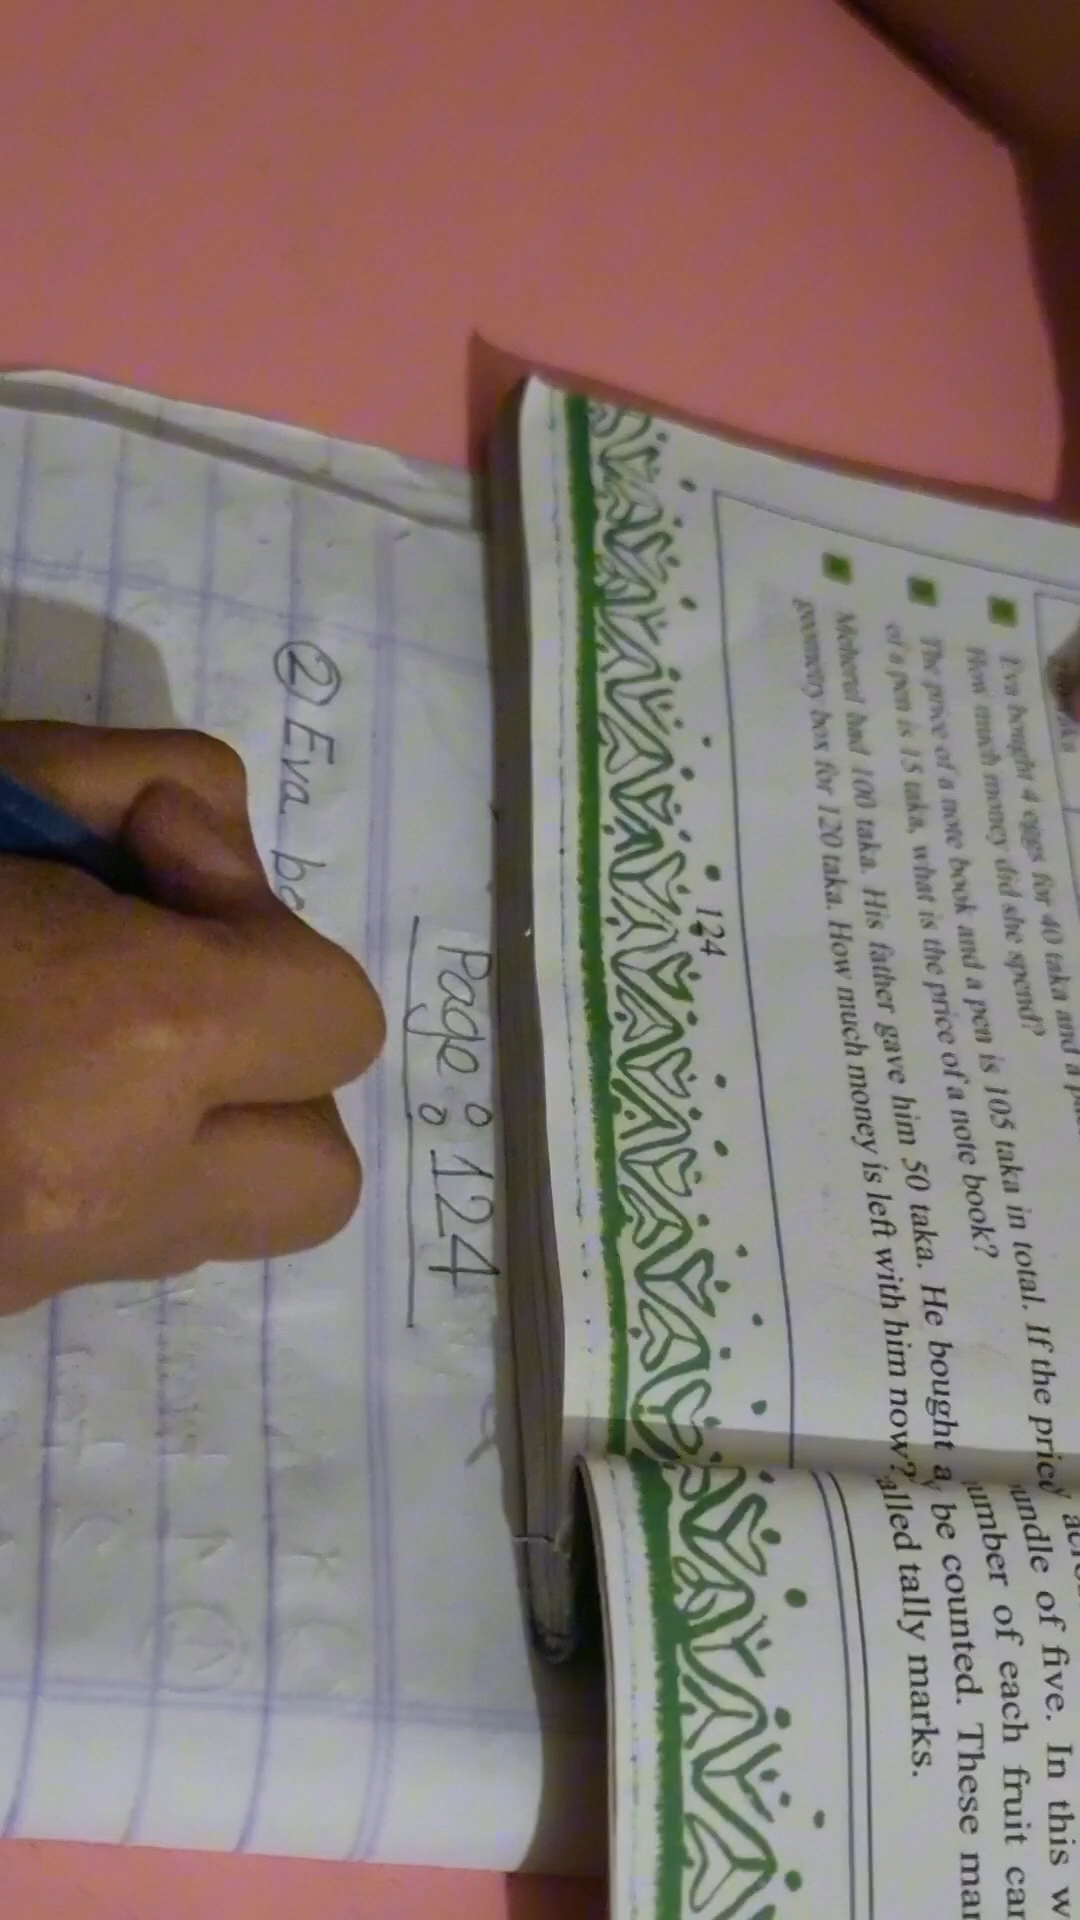 Eva bought 4 eggs for 40 taka and a
How much money did she spend?
The price of a note book and a pen is 105 taka in total. If the price
of a pen is 15 taka, what is the price of a note book?
had 100 taka. His father gave him 50 taka. He bought a
geometry box for 120 taka. How much money is left with him now?
124
of five. In this
of each fruit
be counted. These
tally marks.
Page: 124
② Eva